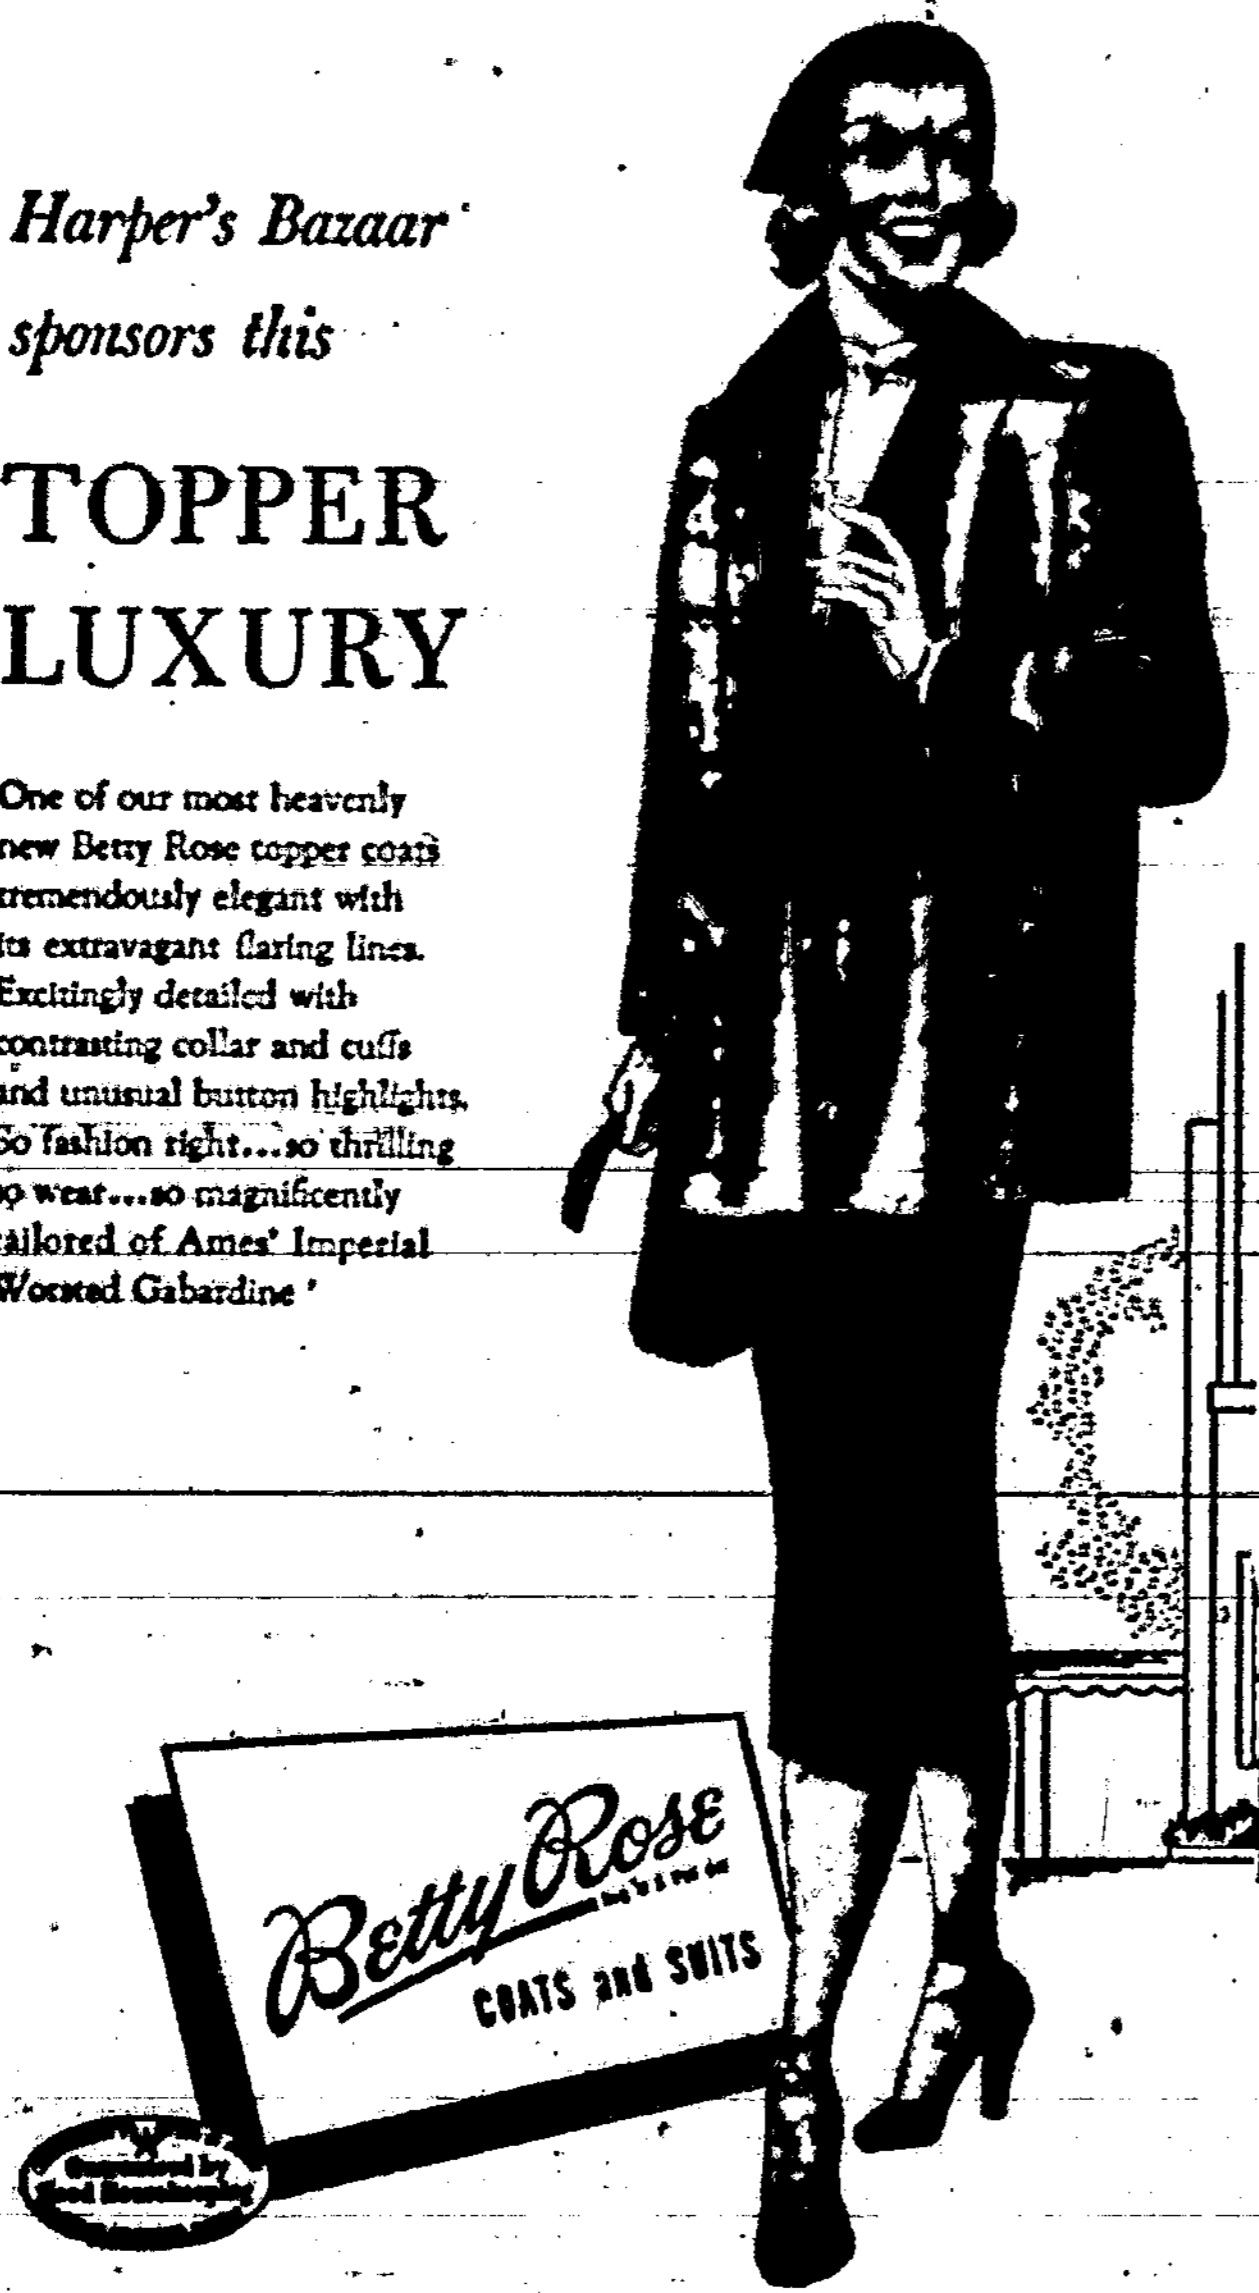 Harper's Bazaar
sponsors this
TOPPER
LUXURY
One of our most heavenly
new Betty Rose topper coats
tremendously elegant with
its extravagant flaring lines.
Excitingly detailed with
contrasting collar and cuffs
and unusual button highlights.
So fashion right...so thrilling
to wear...so magnificently
tailored of Ames' Imperial
Worsted Gabardine
Betty Rose
COATS and SUITS
Guaranteed by
Good Housekeeping